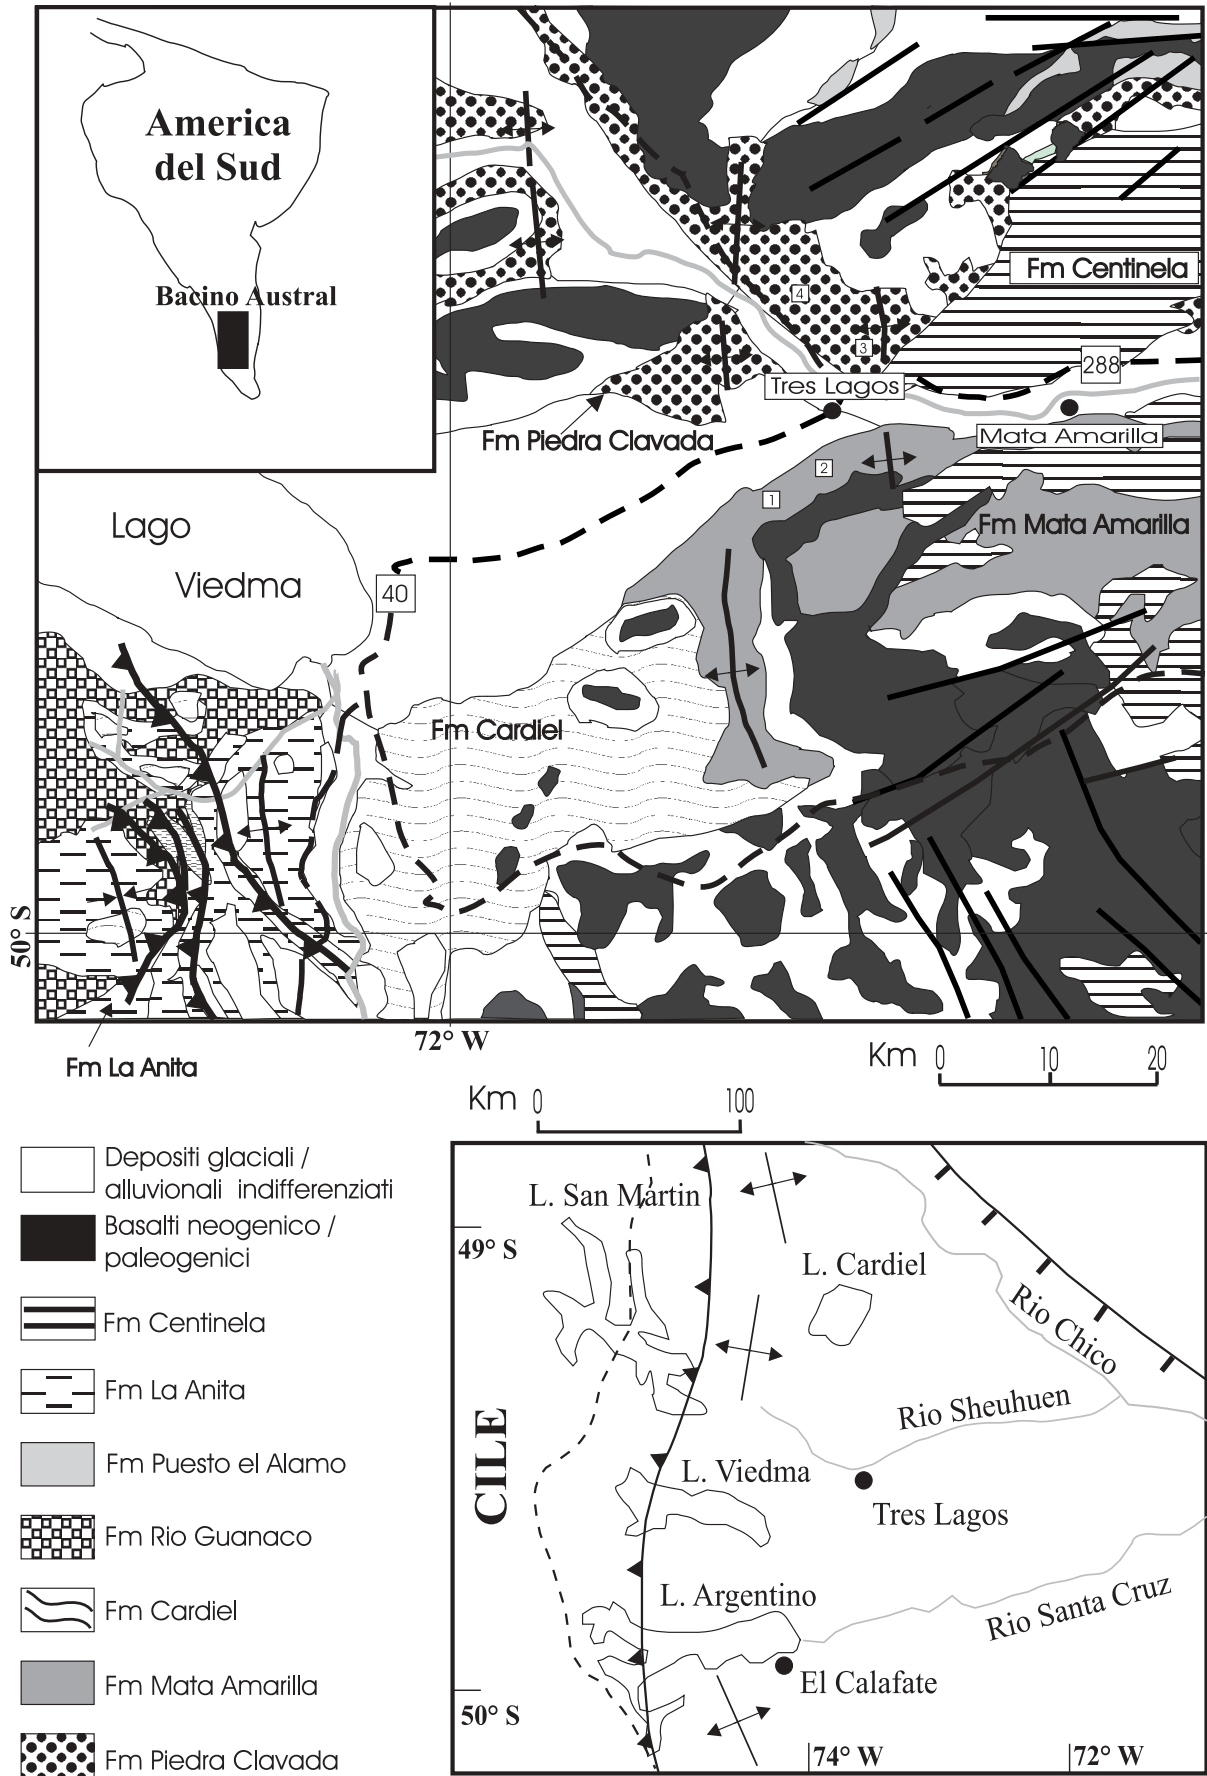 America
del Sud
Bacino Austral
Fm Centinela
4
3
288
Tres Lagos
Fm Piedra Clavada
Mata Amarilla
2
1
Fm Mata Amarilla
Lago
Viedma
40
Fm Cardiel
50° S
72° W
Fm La Anita
Km 0 10 20
Km 0 100
Depositi glaciali /
alluvionali indifferenziati
Basalti neogenico /
paleogenici
Fm Centinela
Fm La Anita
Fm Puesto el Alamo
Fm Rio Guanaco
Fm Cardiel
Fm Mata Amarilla
Fm Piedra Clavada
L. San Martin
49° S
L. Cardiel
Rio Chico
Rio Sheuhuen
CILE
L. Viedma
Tres Lagos
L. Argentino
Rio Santa Cruz
El Calafate
50° S
74° W
72° W